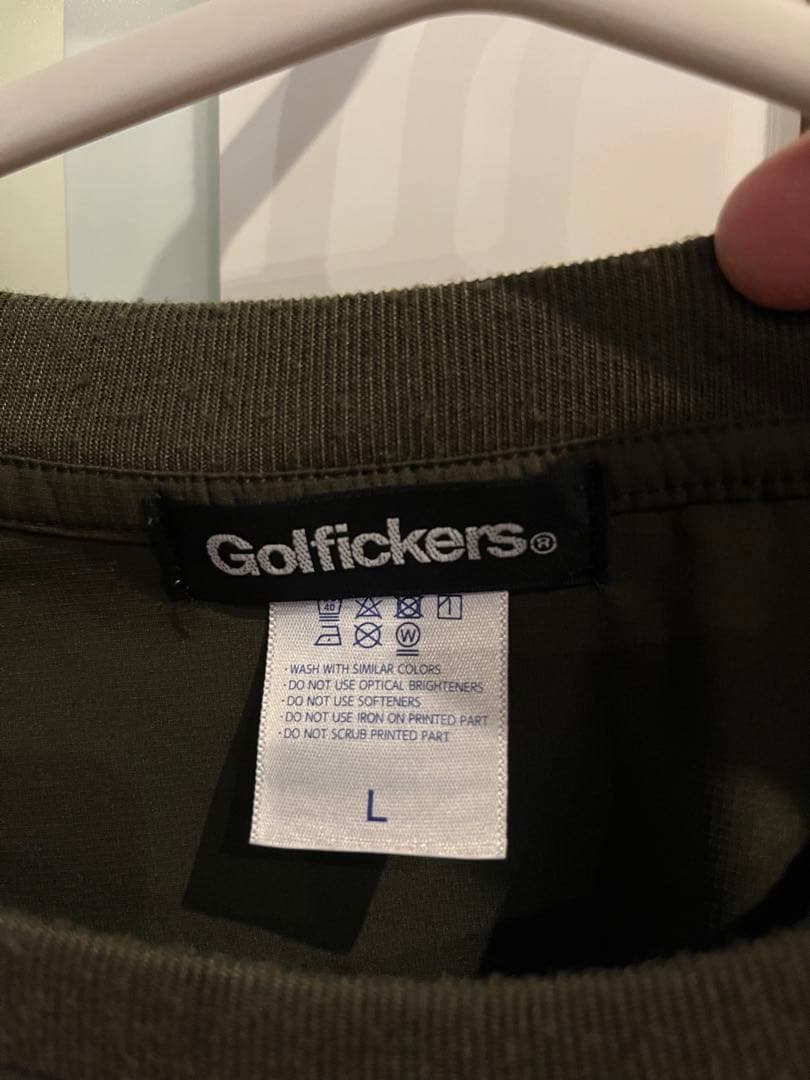 Golfickers®
40
W
·WASH WITH SIMILAR COLORS
·DO NOT USE OPTICAL BRIGHTENERS
·DO NOT USE SOFTENERS
·DO NOT USE IRON ON PRINTED PART
·DO NOT SCRUB PRINTED PART
L